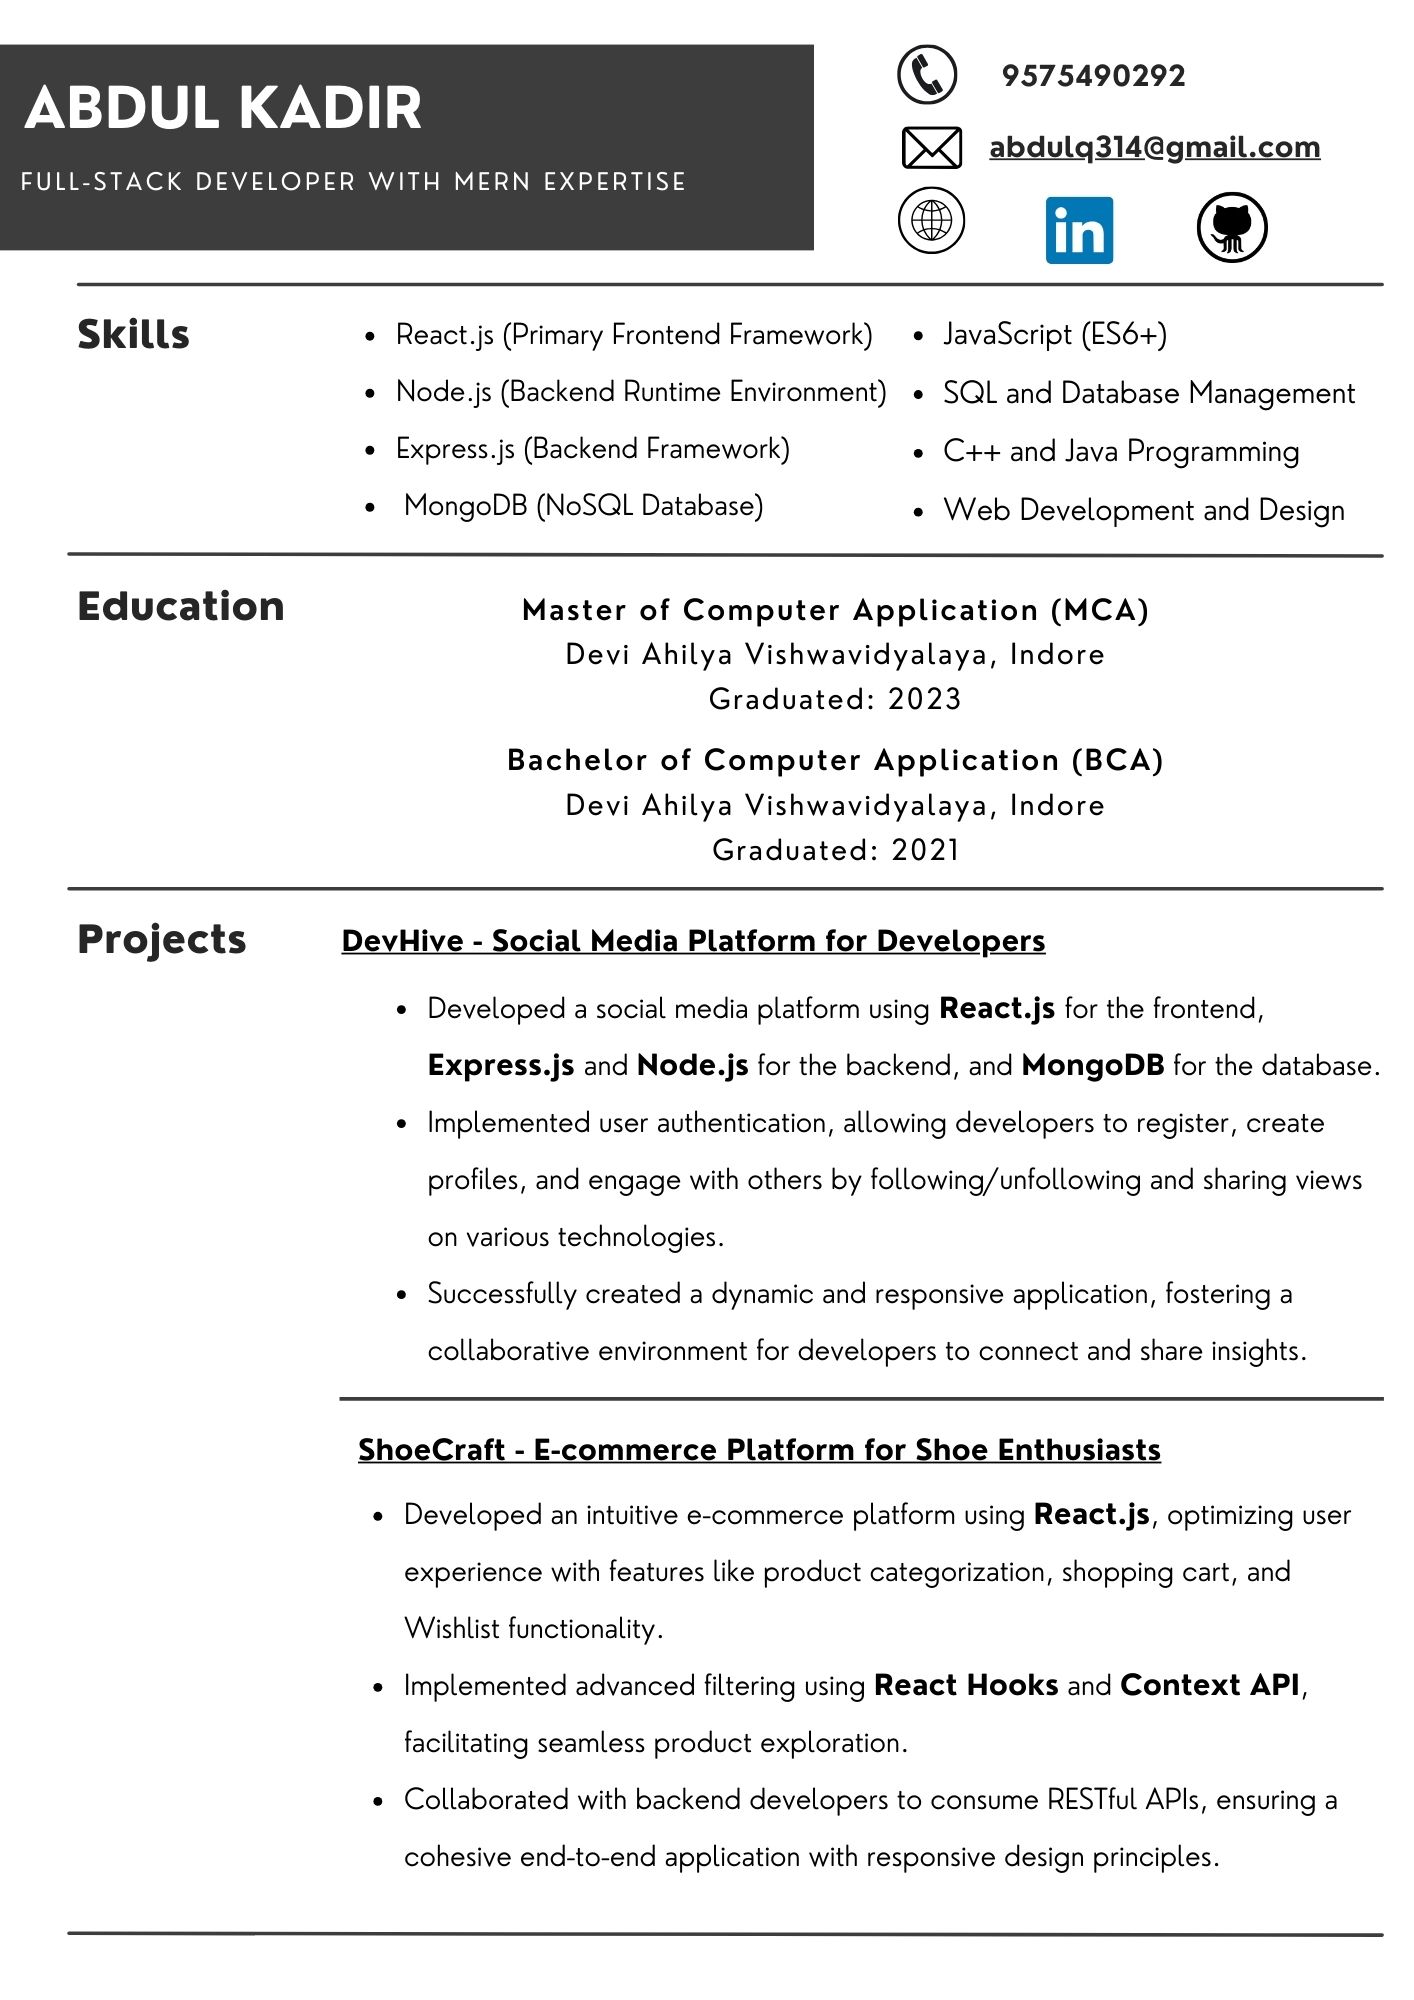 ABDUL KADIR
FULL-STACK DEVELOPER WITH MERN EXPERTISE
9575490292
abdulq314@gmail.com
in
Skills
• React.js (Primary Frontend Framework)
• Node.js (Backend Runtime Environment)
• Express.js (Backend Framework)
• MongoDB (NoSQL Database)
• JavaScript (ES6+)
• SQL and Database Management
• C++ and Java Programming
• Web Development and Design
Education
Master of Computer Application (MCA)
Devi Ahilya Vishwavidyalaya, Indore
Graduated: 2023
Bachelor of Computer Application (BCA)
Devi Ahilya Vishwavidyalaya, Indore
Graduated: 2021
Projects
DevHive - Social Media Platform for Developers
• Developed a social media platform using React.js for the frontend,
Express.js and Node.js for the backend, and MongoDB for the database.
• Implemented user authentication, allowing developers to register, create
profiles, and engage with others by following/unfollowing and sharing views
on various technologies.
• Successfully created a dynamic and responsive application, fostering a
collaborative environment for developers to connect and share insights.
ShoeCraft - E-commerce Platform for Shoe Enthusiasts
• Developed an intuitive e-commerce platform using React.js, optimizing user
experience with features like product categorization, shopping cart, and
Wishlist functionality.
• Implemented advanced filtering using React Hooks and Context API,
facilitating seamless product exploration.
• Collaborated with backend developers to consume RESTful APIs, ensuring a
cohesive end-to-end application with responsive design principles.